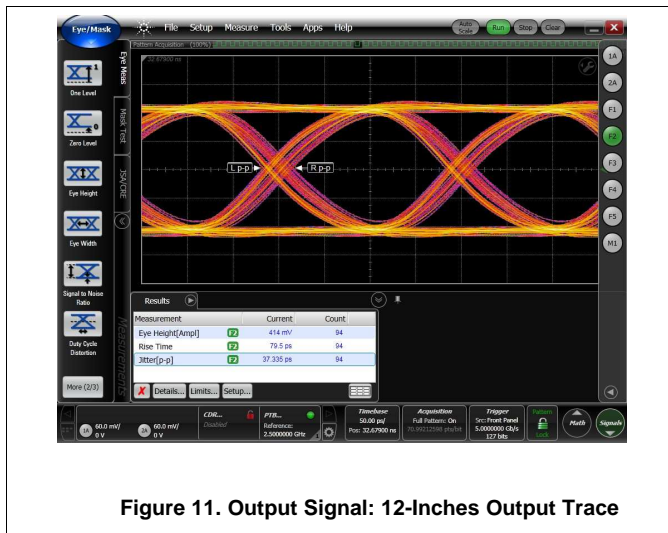 Eye/Mask
File Setup Measure Tools Apps Help
Auto Scale
Run
Stop
Clear
Pattern Acquisition (100%)
32.67900 ns
Eye Meas
Mask Test
JSA/CRE
One Level
Zero Level
Eye Height
Eye Width
Signal to Noise
Ratio
Duty Cycle
Distortion
More (2/3)
Measurements
L p-p
R p-p
1A
2A
F1
F2
F3
F4
F5
M1
Results
Measurement Current Count
Eye Height[Ampl] F2 414 mV 94
Rise Time F2 79.5 ps 94
Jitter[p-p] F2 37.335 ps 94
Details... Limits... Setup...
1A 60.0 mV/
0 V
2A 60.0 mV/
0 V
CDR...
Disabled
PTB...
Reference:
2.5000000 GHz
Timebase
50.00 ps/
Pos: 32.67900 ns
Acquisition
Full Pattern: On
70.99212598 pts/bit
Trigger
Src: Front Panel
5.0000000 Gb/s
127 bits
Pattern
Lock
Math
Signals
Figure 11. Output Signal: 12-Inches Output Trace